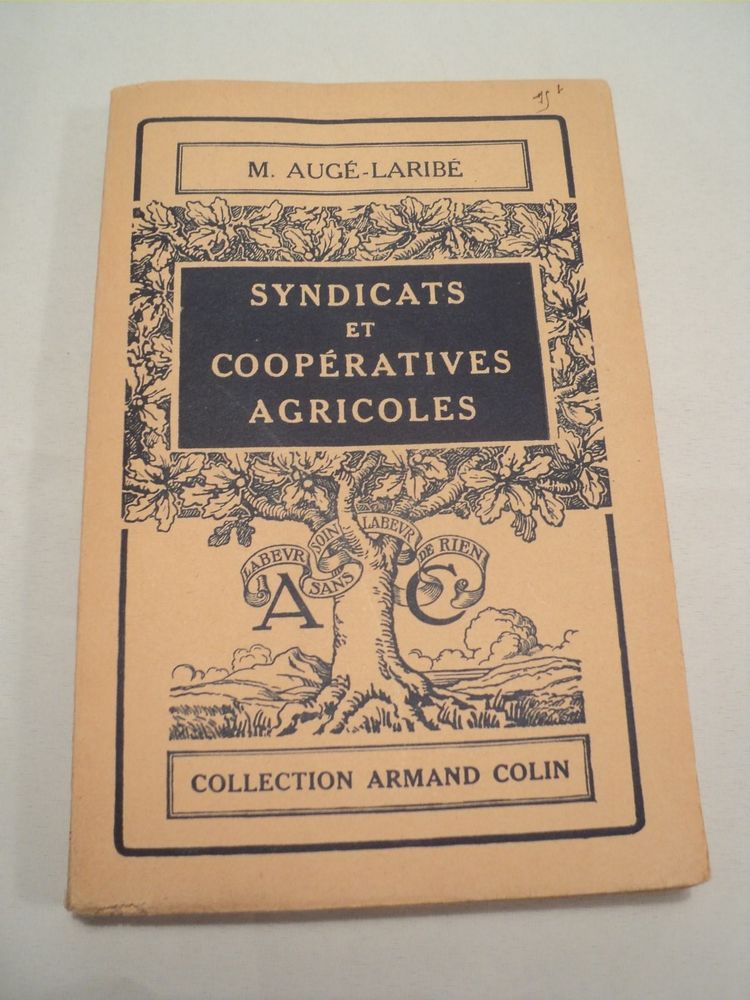 M. AUGÉ-LARIBÉ
SYNDICATS
ET
COOPÉRATIVES
AGRICOLES
LABEVR SANS SOIN LABEVR DE RIEN
A C
COLLECTION ARMAND COLIN